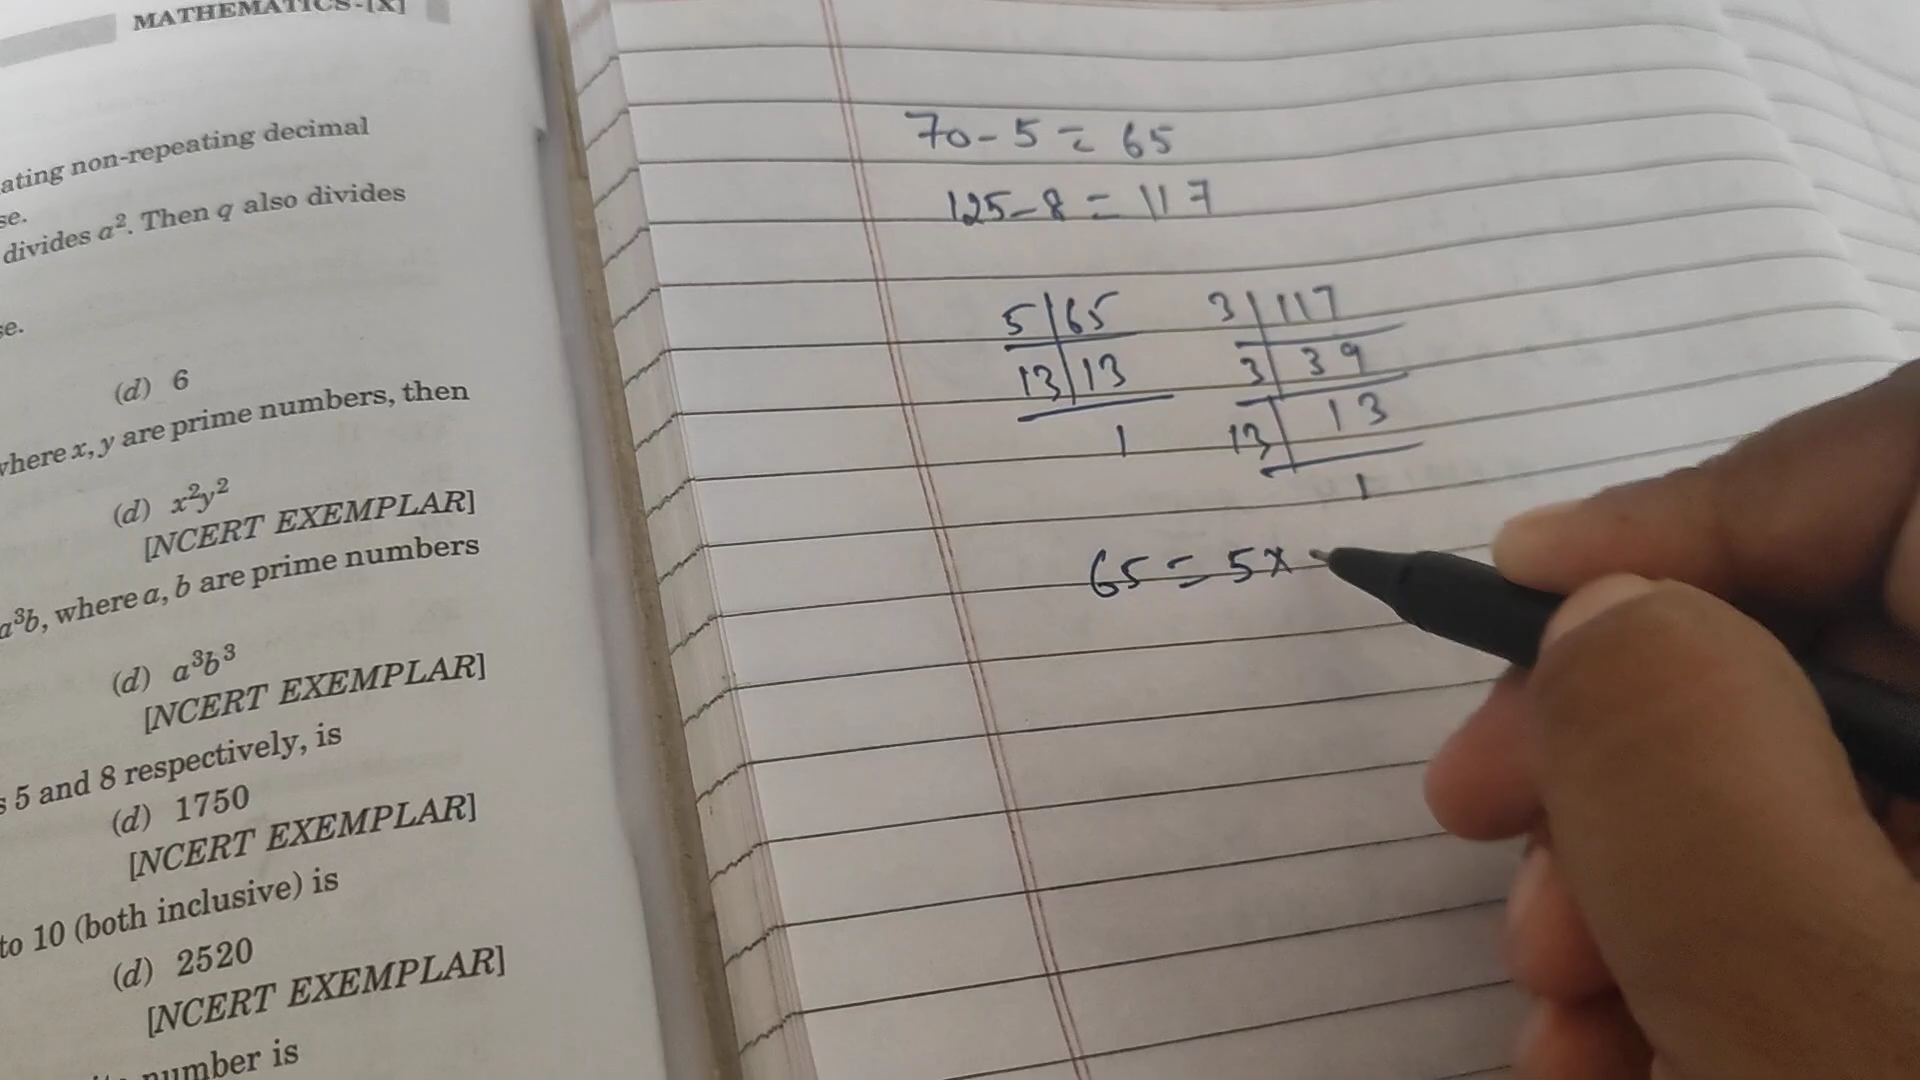 MATHEMATICS-[X]
ating non-repeating decimal
se.
divides a². Then q also divides
se.
(d) 6
where x, y are prime numbers, then
(d) x²y²
[NCERT EXEMPLAR]
a³b, where a, b are prime numbers
(d) a³b³
[NCERT EXEMPLAR]
s 5 and 8 respectively, is
(d) 1750
[NCERT EXEMPLAR]
to 10 (both inclusive) is
(d) 2520
[NCERT EXEMPLAR]
number is
70 - 5 = 65
125 - 8 = 117
5 | 65 3 | 117
13 | 13 3 | 39
1 13 | 13
1
65 = 5 ×